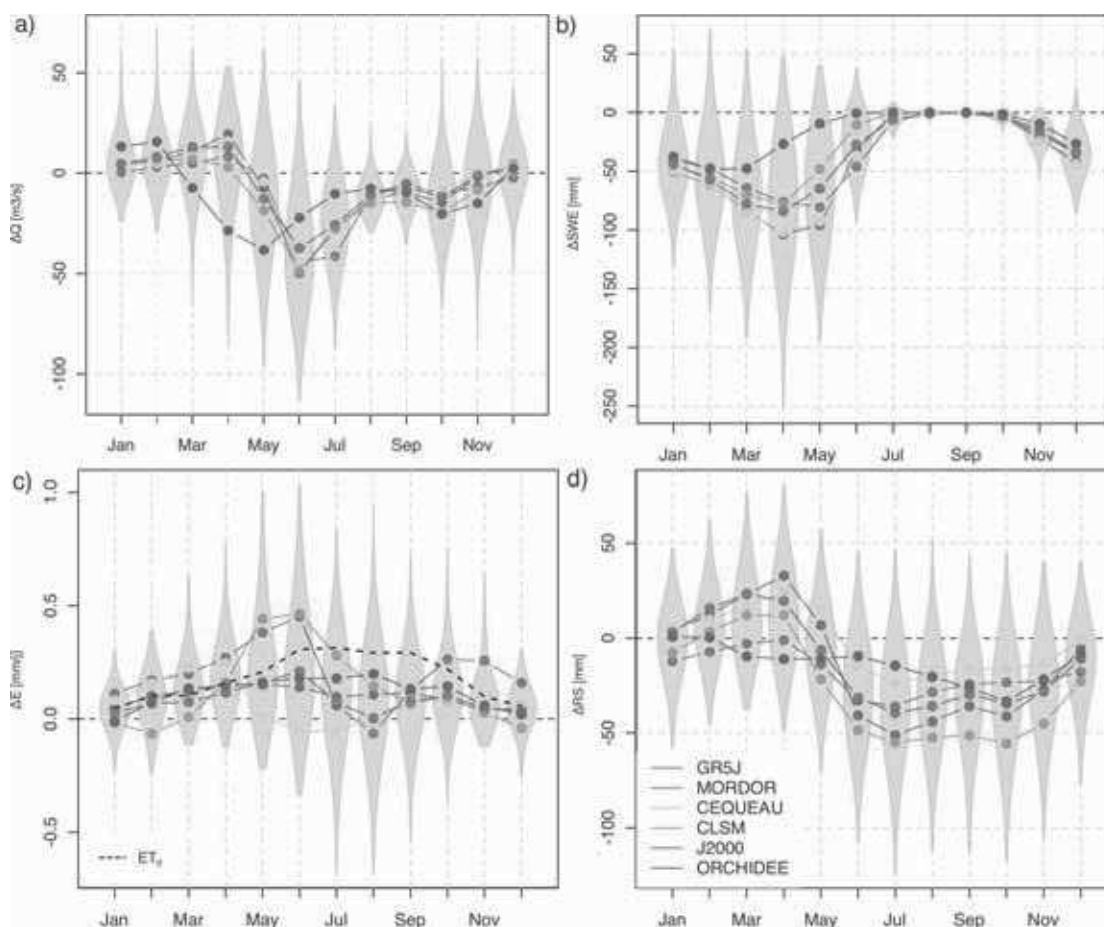 a)
ΔQ [m3/s]
50
0
-50
-100
Jan Mar May Jul Sep Nov
b)
ΔSWE [mm]
50
0
-50
-100
-150
-200
-250
Jan Mar May Jul Sep Nov
c)
ΔE [mm/j]
1.0
0.5
0.0
-0.5
ET₀
Jan Mar May Jul Sep Nov
d)
ΔRS [mm]
50
0
-50
-100
GR5J
MORDOR
CEQUEAU
CLSM
J2000
ORCHIDEE
Jan Mar May Jul Sep Nov